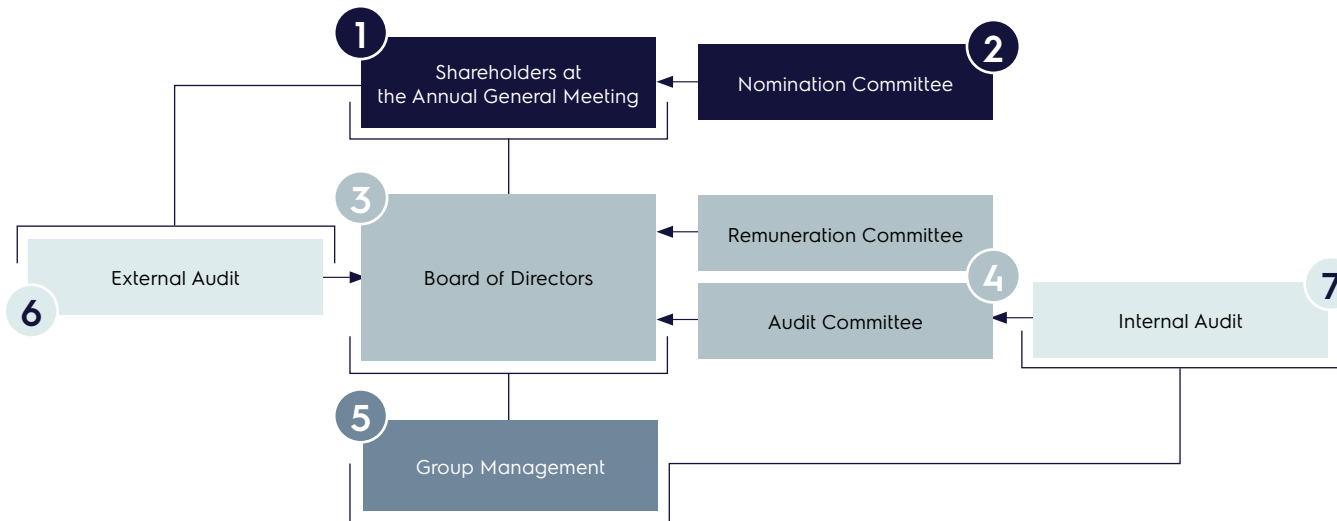 1
Shareholders at
the Annual General Meeting
2
Nomination Committee
3
Board of Directors
Remuneration Committee
4
Audit Committee
External Audit
6
7
Internal Audit
5
Group Management